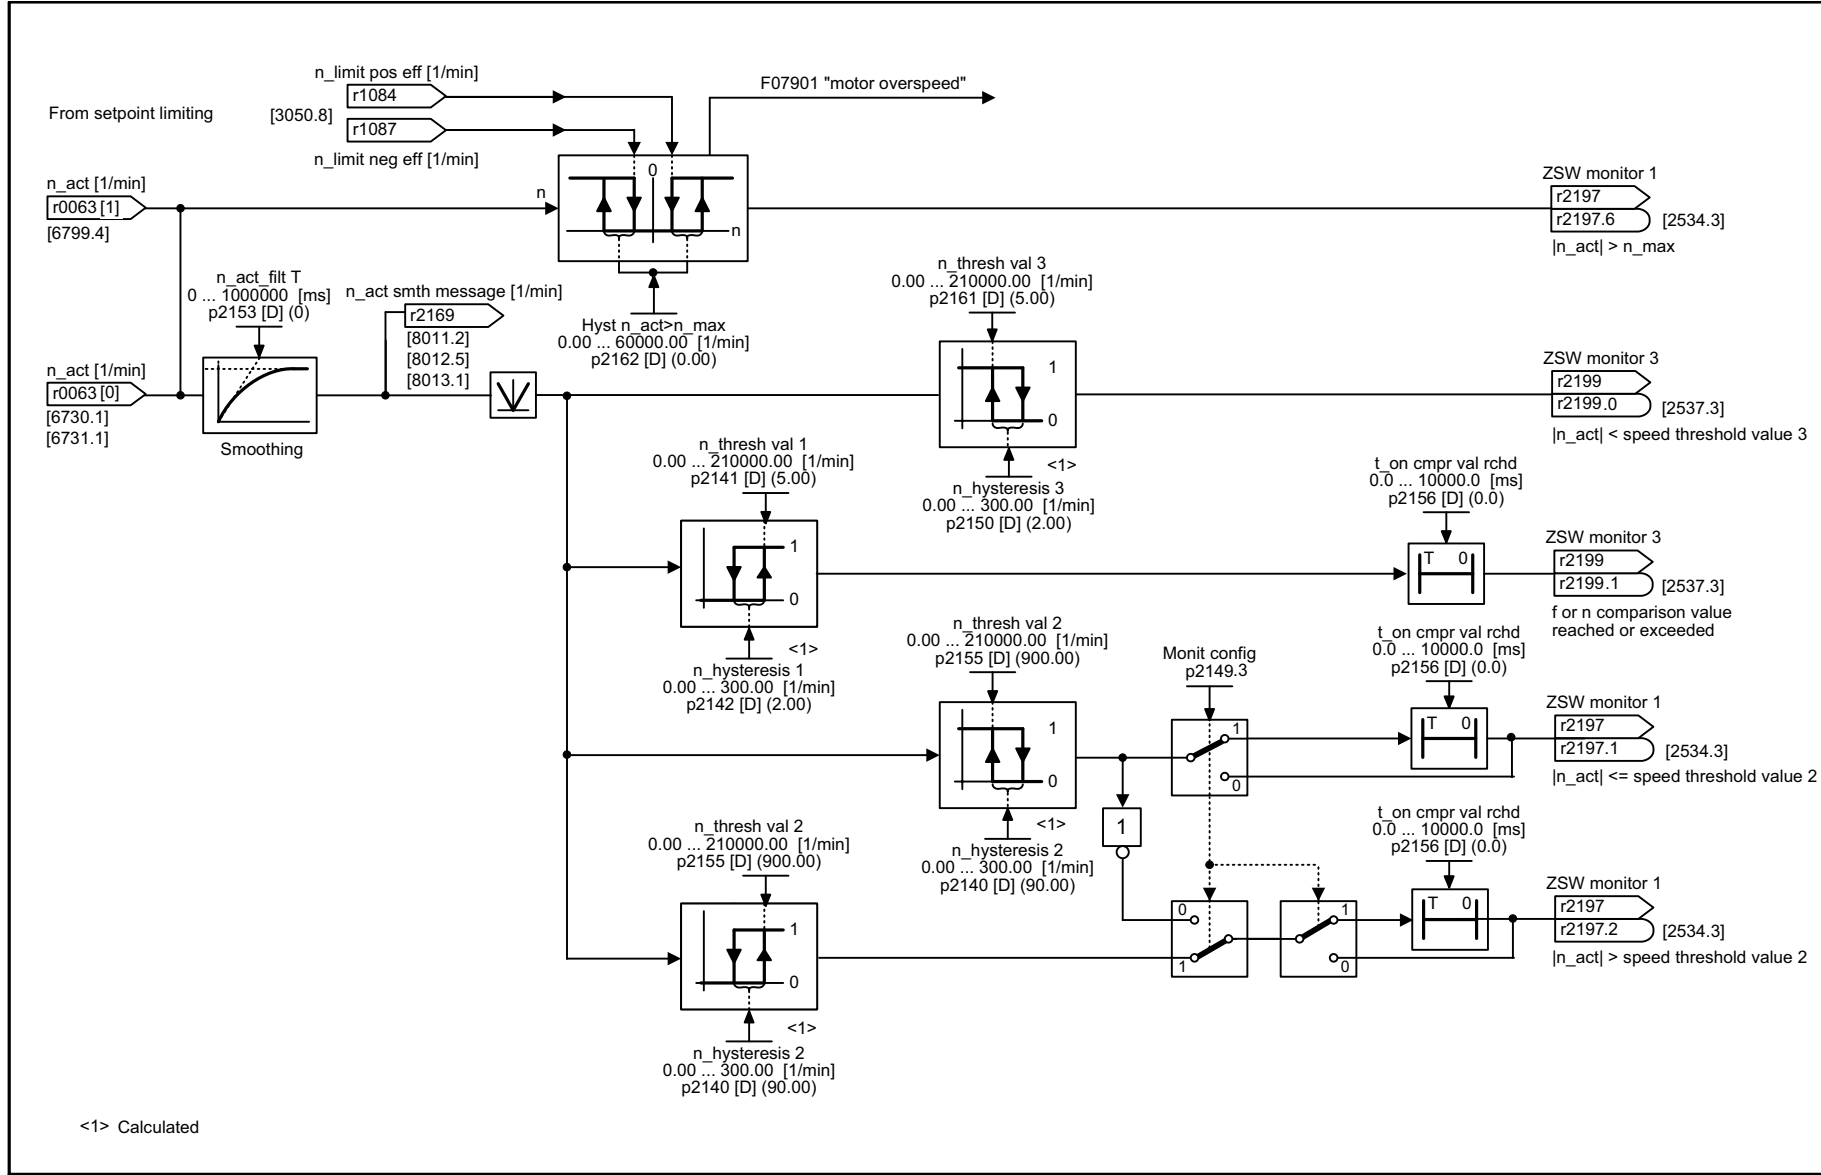 n_limit pos eff [1/min]
r1084
From setpoint limiting
[3050.8]
r1087
n_limit neg eff [1/min]
F07901 "motor overspeed"
n_act [1/min]
r0063 [1]
[6799.4]
n
0
n
ZSW monitor 1
r2197
r2197.6
[2534.3]
|n_act| > n_max
n_act_filt T
0 ... 1000000 [ms]
p2153 [D] (0)
n_act smth message [1/min]
r2169
[8011.2]
[8012.5]
[8013.1]
Hyst n_act>n_max
0.00 ... 60000.00 [1/min]
p2162 [D] (0.00)
n_thresh val 3
0.00 ... 210000.00 [1/min]
p2161 [D] (5.00)
n_act [1/min]
r0063 [0]
[6730.1]
[6731.1]
Smoothing
1
0
<1>
n_hysteresis 3
0.00 ... 300.00 [1/min]
p2150 [D] (2.00)
ZSW monitor 3
r2199
r2199.0
[2537.3]
|n_act| < speed threshold value 3
n_thresh val 1
0.00 ... 210000.00 [1/min]
p2141 [D] (5.00)
1
0
<1>
n_hysteresis 1
0.00 ... 300.00 [1/min]
p2142 [D] (2.00)
t_on cmpr val rchd
0.0 ... 10000.0 [ms]
p2156 [D] (0.0)
T 0
ZSW monitor 3
r2199
r2199.1
[2537.3]
f or n comparison value
reached or exceeded
n_thresh val 2
0.00 ... 210000.00 [1/min]
p2155 [D] (900.00)
1
0
<1>
n_hysteresis 2
0.00 ... 300.00 [1/min]
p2140 [D] (90.00)
Monit config
p2149.3
1
0
t_on cmpr val rchd
0.0 ... 10000.0 [ms]
p2156 [D] (0.0)
T 0
ZSW monitor 1
r2197
r2197.1
[2534.3]
|n_act| <= speed threshold value 2
1
n_thresh val 2
0.00 ... 210000.00 [1/min]
p2155 [D] (900.00)
1
0
<1>
n_hysteresis 2
0.00 ... 300.00 [1/min]
p2140 [D] (90.00)
0
1
1
0
t_on cmpr val rchd
0.0 ... 10000.0 [ms]
p2156 [D] (0.0)
T 0
ZSW monitor 1
r2197
r2197.2
[2534.3]
|n_act| > speed threshold value 2
<1> Calculated